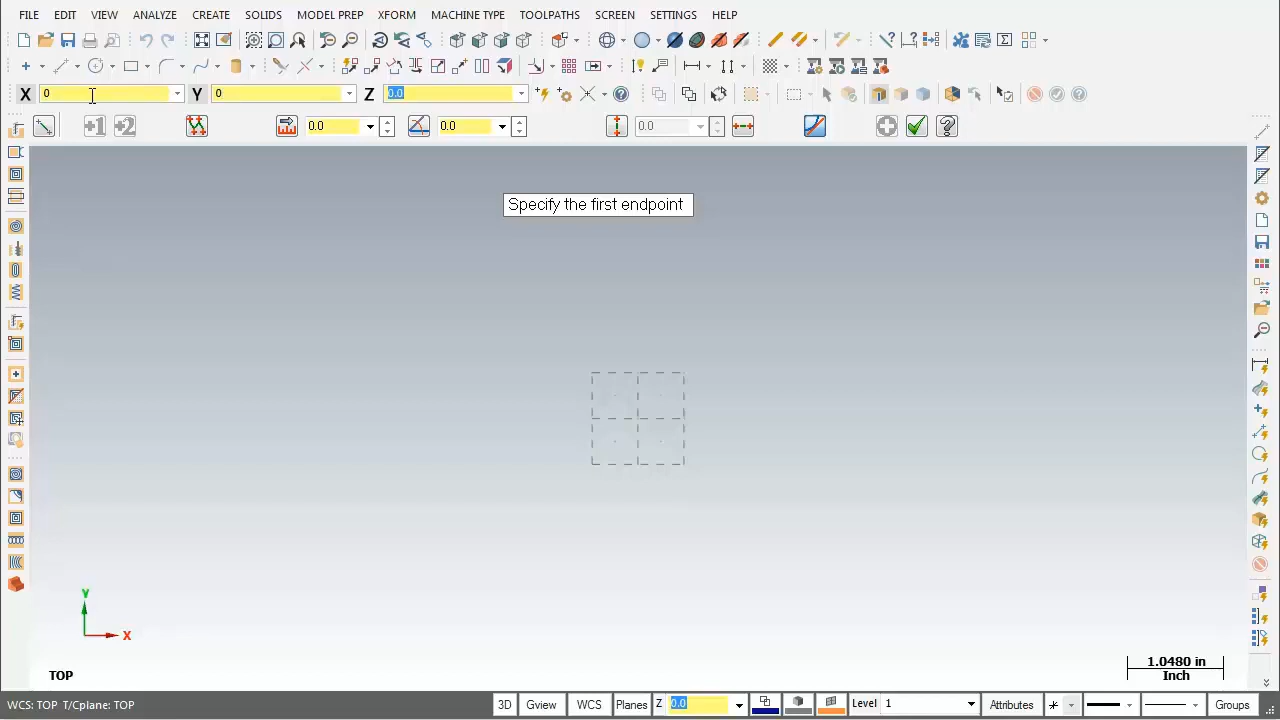 FILE EDIT VIEW ANALYZE CREATE SOLIDS MODEL PREP XFORM MACHINE TYPE TOOLPATHS SCREEN SETTINGS HELP
X 0 Y 0 Z 0.0
+1 +2 0.0 0.0 0.0
Specify the first endpoint
Y
X
TOP
1.0480 in
Inch
WCS: TOP T/Cplane: TOP 3D Gview WCS Planes Z 0.0 Level 1 Attributes Groups